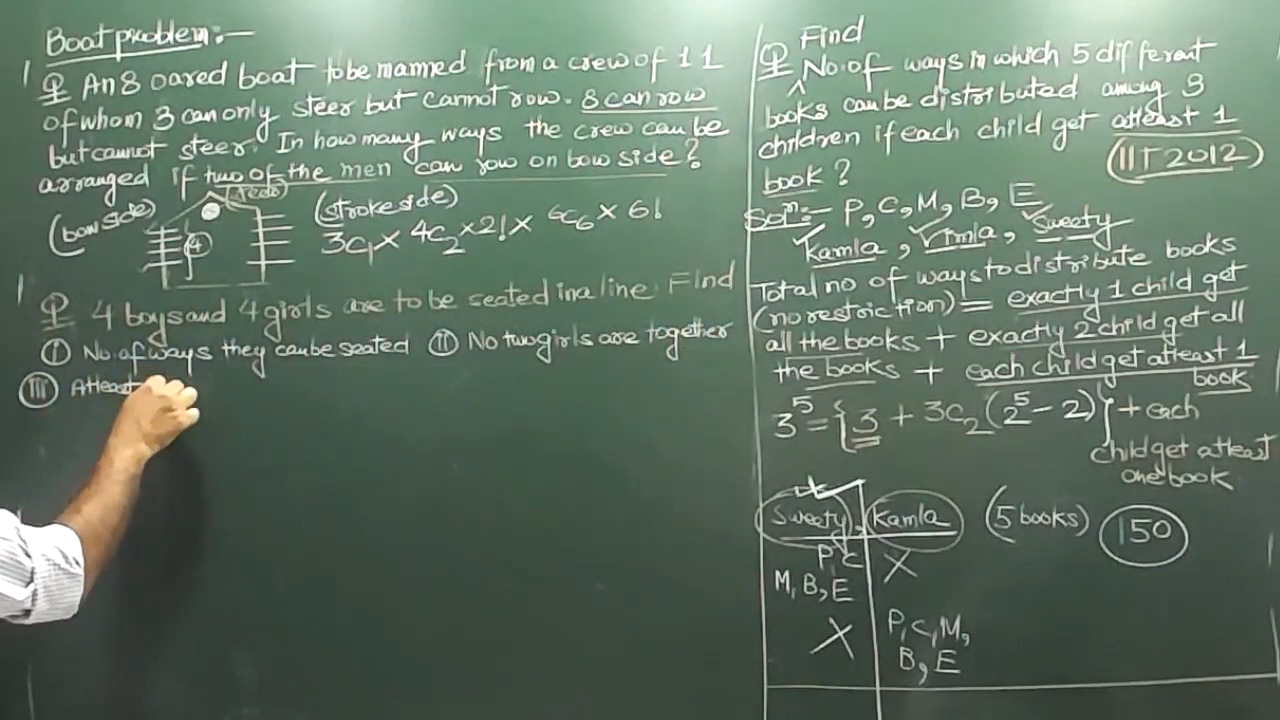 Boat problem:-
Q An 8 oared boat to be manned from a crew of 11
of whom 3 can only steer but cannot row. 8 can row
but cannot steer. In how many ways the crew can be
arranged if two of the men can row on bow side?
(bow side)
4
(stroke side)
3c₁ × 4c₂ × 2! × 6c₆ × 6!
Q 4 boys and 4 girls are to be seated in a line. Find
I No. of ways they can be seated II No two girls are together
III Atleast
Find
Q No. of ways in which 5 different
books can be distributed among 3
children if each child get atleast 1
book? (IIT 2012)
Solⁿ:- P, C, M, B, E
Kamla, Vimla, Sweety
Total no of ways to distribute books
(no restriction) = exactly 1 child get
all the books + exactly 2 child get all
the books + each child get atleast 1
book
3⁵ = {3 + 3c₂ (2⁵ - 2)} + each
child get atleast
one book
Sweety, Kamla (5 books) 150
P, C X
M, B, E
X P, C, M,
B, E